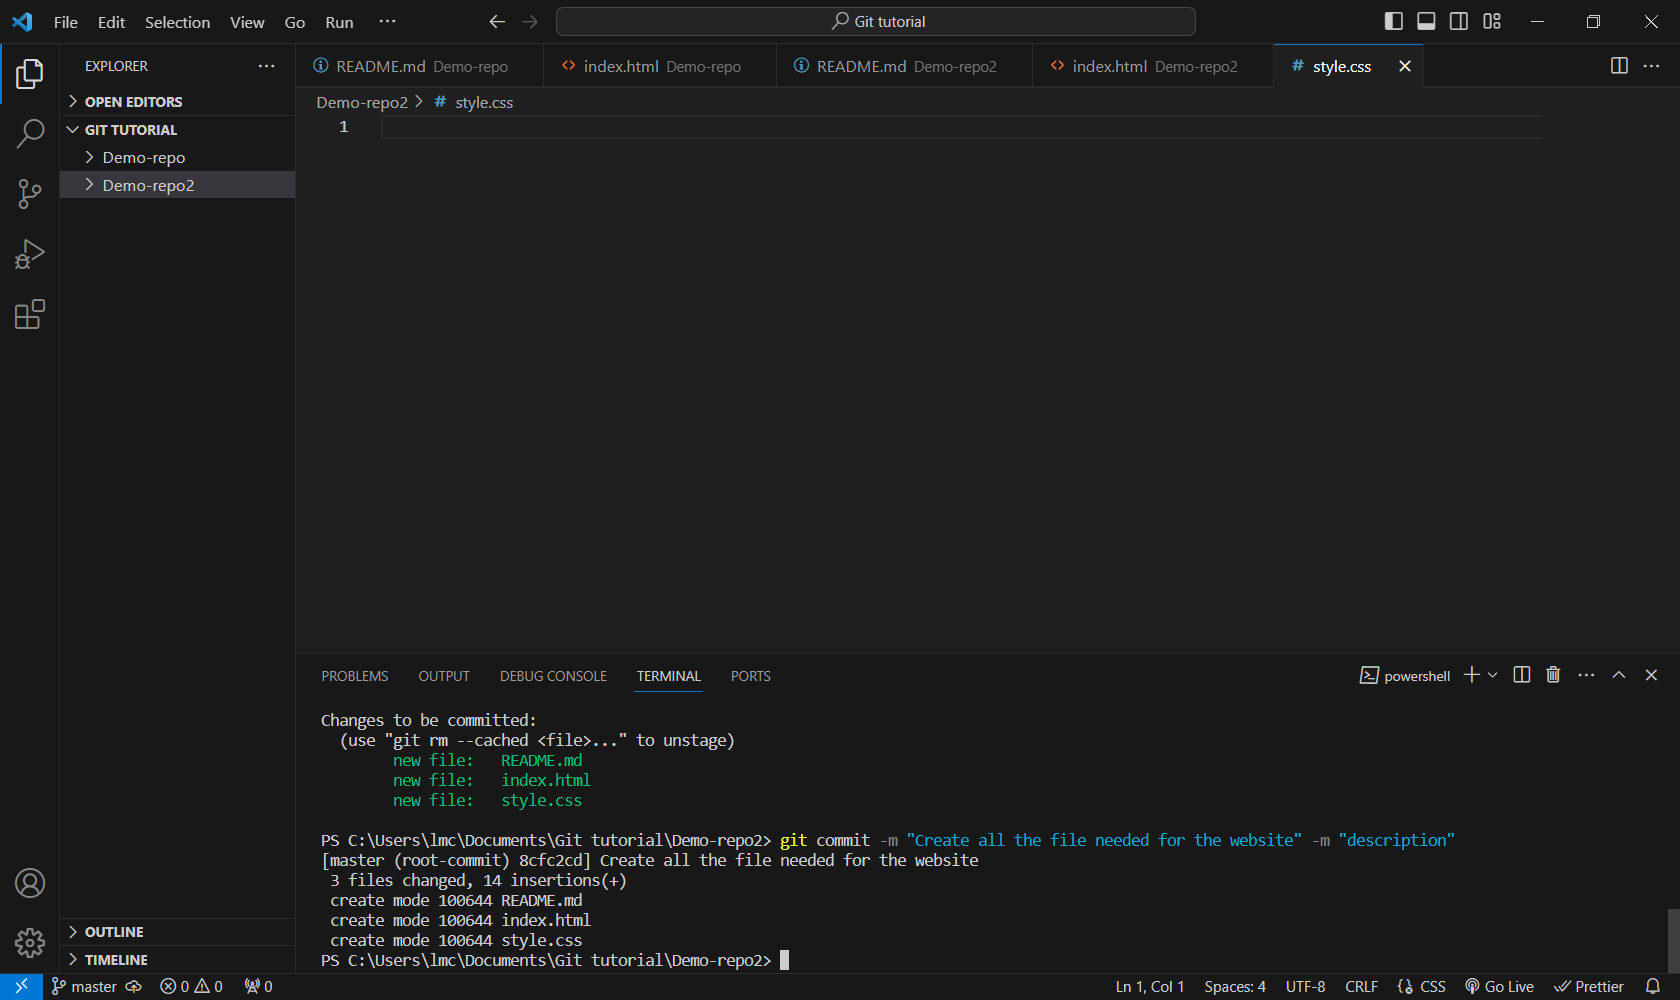 File Edit Selection View Go Run ··· Git tutorial
EXPLORER ···
OPEN EDITORS
GIT TUTORIAL
Demo-repo
Demo-repo2
OUTLINE
TIMELINE
README.md Demo-repo index.html Demo-repo README.md Demo-repo2 index.html Demo-repo2 # style.css
Demo-repo2 > # style.css
1
PROBLEMS OUTPUT DEBUG CONSOLE TERMINAL PORTS powershell
Changes to be committed:
(use "git rm --cached <file>..." to unstage)
new file: README.md
new file: index.html
new file: style.css
PS C:\Users\lmc\Documents\Git tutorial\Demo-repo2> git commit -m "Create all the file needed for the website" -m "description"
[master (root-commit) 8cfc2cd] Create all the file needed for the website
3 files changed, 14 insertions(+)
create mode 100644 README.md
create mode 100644 index.html
create mode 100644 style.css
PS C:\Users\lmc\Documents\Git tutorial\Demo-repo2>
master 0 0 0 Ln 1, Col 1 Spaces: 4 UTF-8 CRLF CSS Go Live Prettier